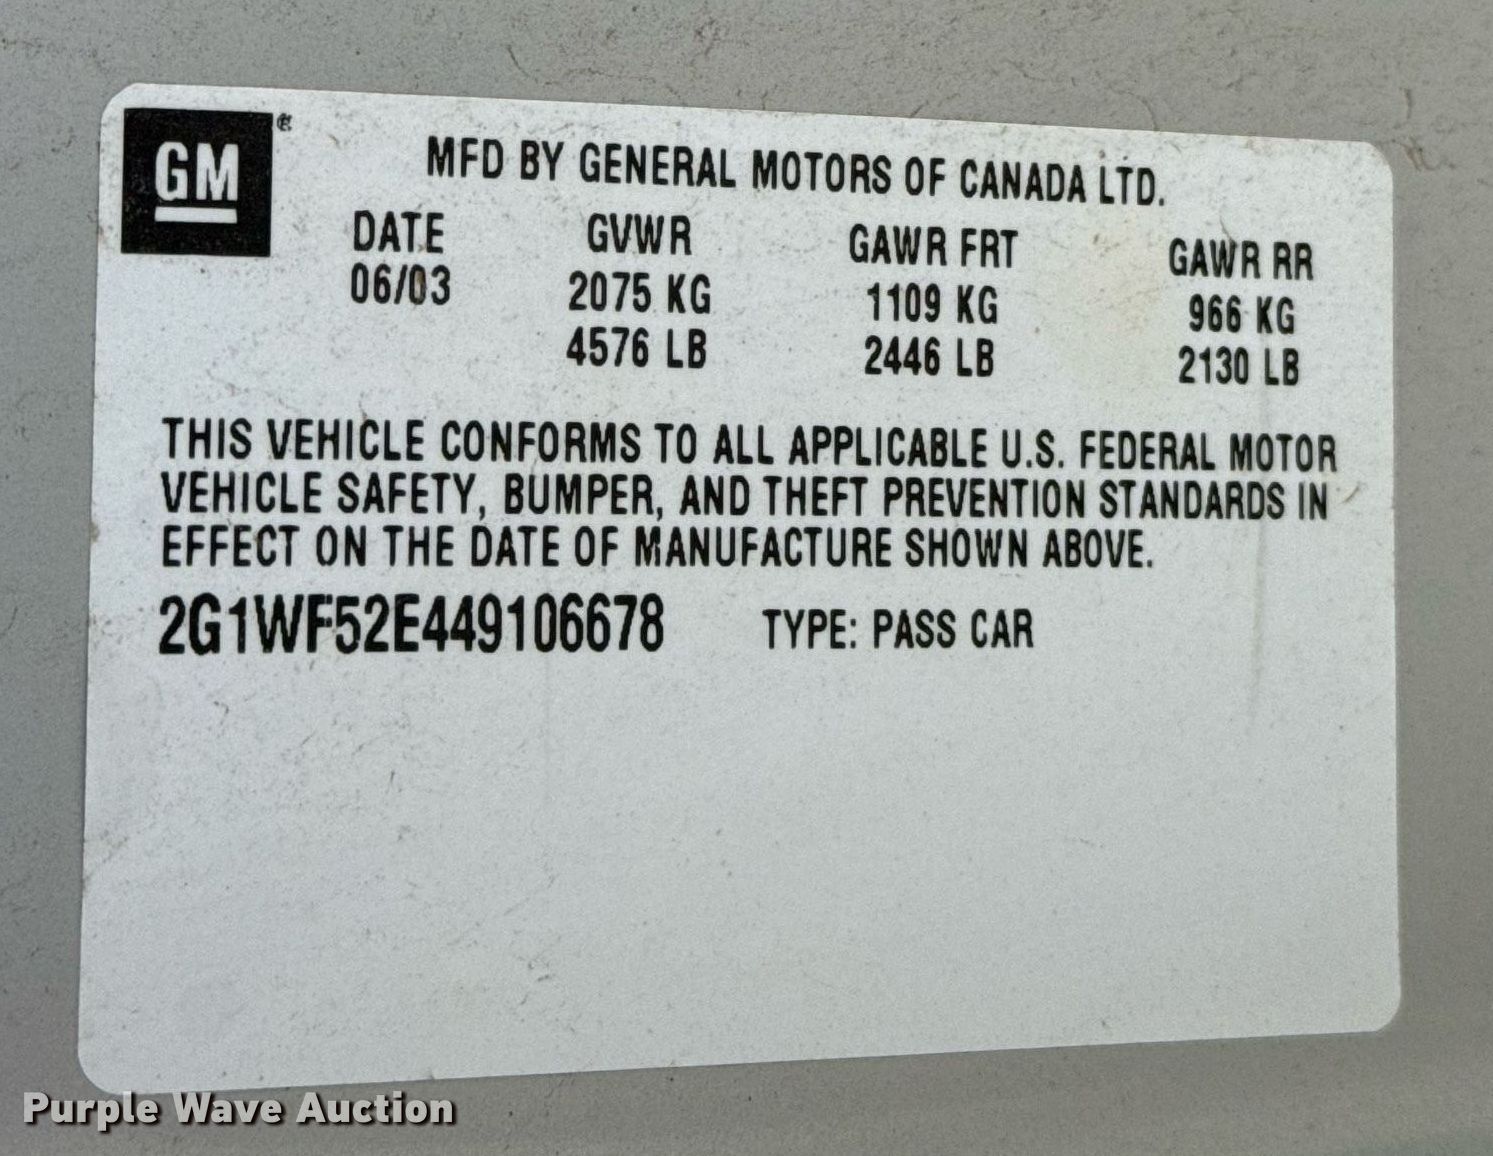 GM
MFD BY GENERAL MOTORS OF CANADA LTD.
DATE GVWR GAWR FRT GAWR RR
06/03 2075 KG 1109 KG 966 KG
4576 LB 2446 LB 2130 LB
THIS VEHICLE CONFORMS TO ALL APPLICABLE U.S. FEDERAL MOTOR
VEHICLE SAFETY, BUMPER, AND THEFT PREVENTION STANDARDS IN
EFFECT ON THE DATE OF MANUFACTURE SHOWN ABOVE.
2G1WF52E449106678 TYPE: PASS CAR
Purple Wave Auction